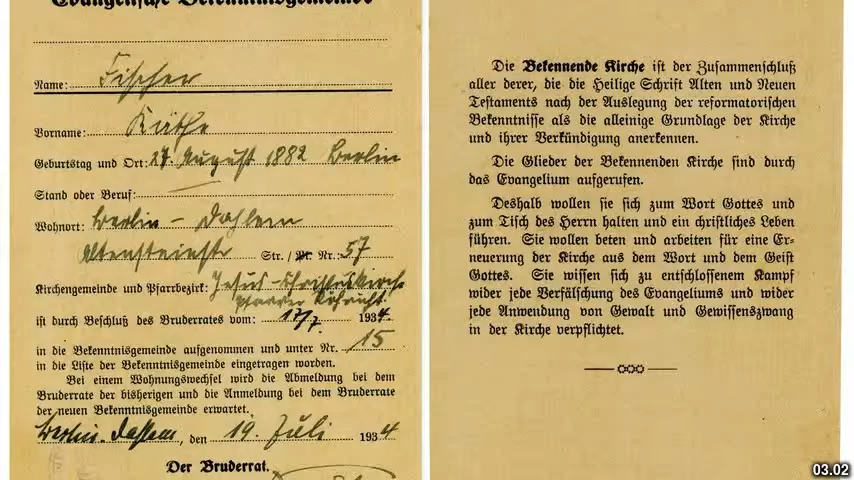 Evangelische Bekenntnisgemeinde
Name: Fischer
Vorname: Käthe
Geburtstag und Ort: 27. August 1882 Berlin
Stand oder Beruf:
Wohnort: Berlin - Dahlem
Altensteinstr Str. / Nr.: 57
Kirchengemeinde und Pfarrbezirk: Jesus-Christuskirche
Pfarrer Röhricht
ist durch Beschluß des Bruderrates vom: 17/7. 1934.
in die Bekenntnisgemeinde aufgenommen und unter Nr. 15
in die Liste der Bekenntnisgemeinde eingetragen worden.
Bei einem Wohnungswechsel wird die Abmeldung bei dem
Bruderrate der bisherigen und die Anmeldung bei dem Bruderrate
der neuen Bekenntnisgemeinde erwartet.
Berlin-Dahlem, den 19. Juli 1934
Der Bruderrat.
Die Bekennende Kirche ist der Zusammenschluß
aller derer, die die Heilige Schrift Alten und Neuen
Testaments nach der Auslegung der reformatorischen
Bekenntnisse als die alleinige Grundlage der Kirche
und ihrer Verkündigung anerkennen.
Die Glieder der Bekennenden Kirche sind durch
das Evangelium aufgerufen.
Deshalb wollen sie sich zum Wort Gottes und
zum Tisch des Herrn halten und ein christliches Leben
führen. Sie wollen beten und arbeiten für eine Er-
neuerung der Kirche aus dem Wort und dem Geist
Gottes. Sie wissen sich zu entschlossenem Kampf
wider jede Verfälschung des Evangeliums und wider
jede Anwendung von Gewalt und Gewissenszwang
in der Kirche verpflichtet.
03.02